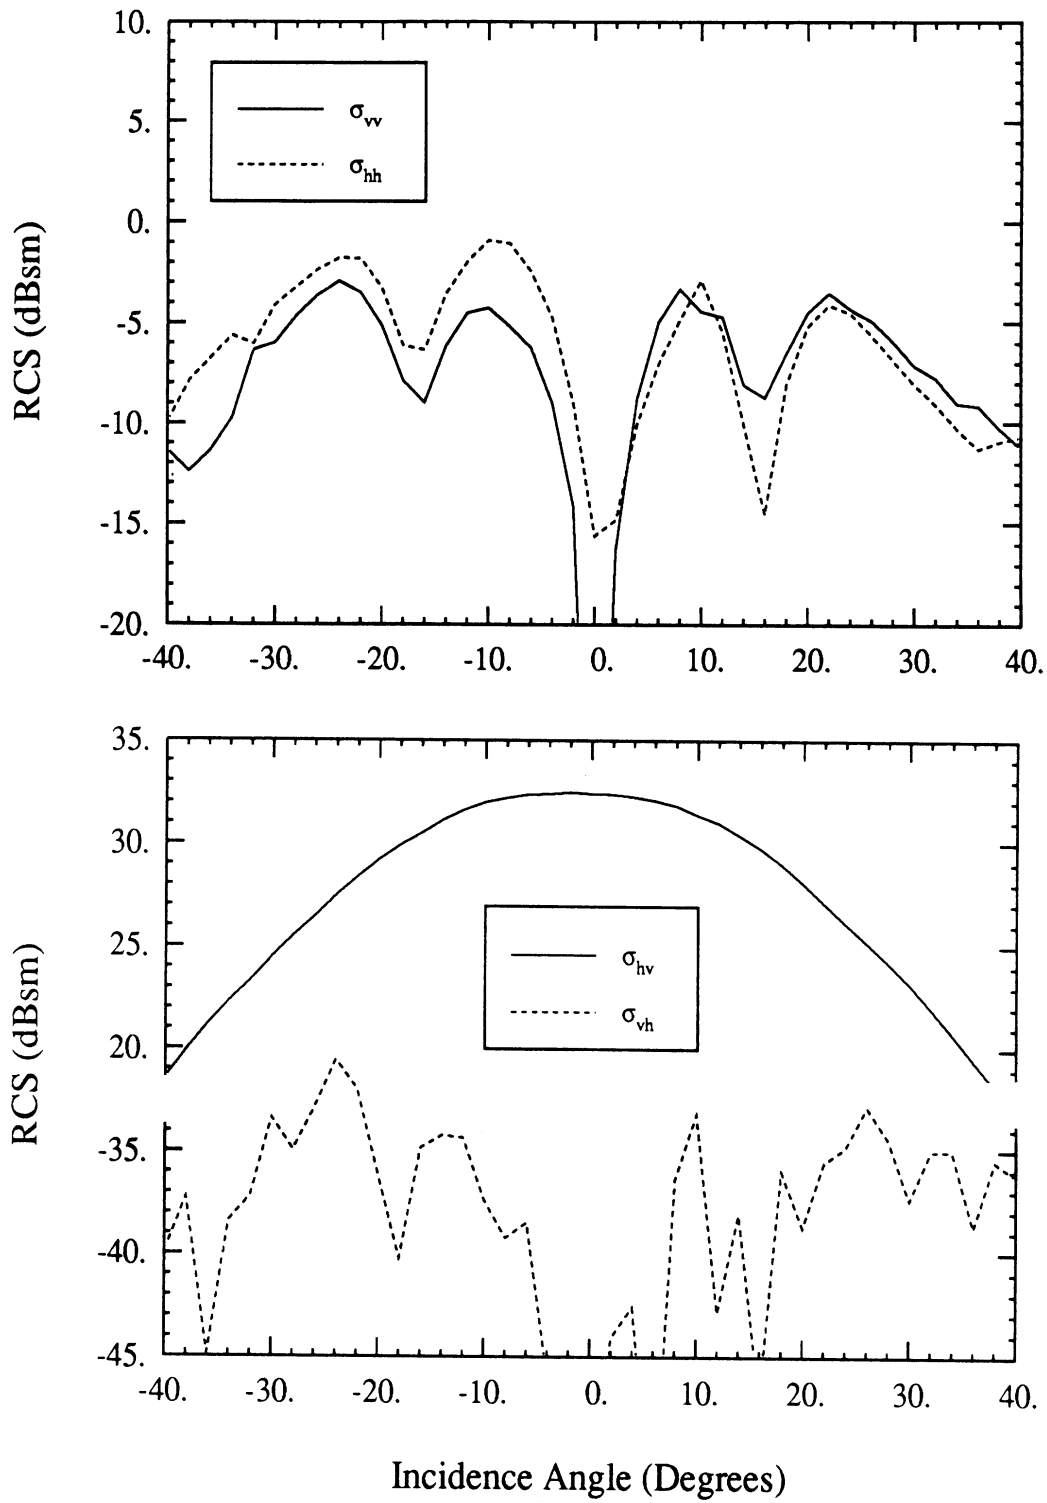 10.
5.
0.
-5.
-10.
-15.
-20.
RCS (dBsm)
σvv
σhh
-40. -30. -20. -10. 0. 10. 20. 30. 40.
35.
30.
25.
20.
-35.
-40.
-45.
RCS (dBsm)
σhv
σvh
-40. -30. -20. -10. 0. 10. 20. 30. 40.
Incidence Angle (Degrees)